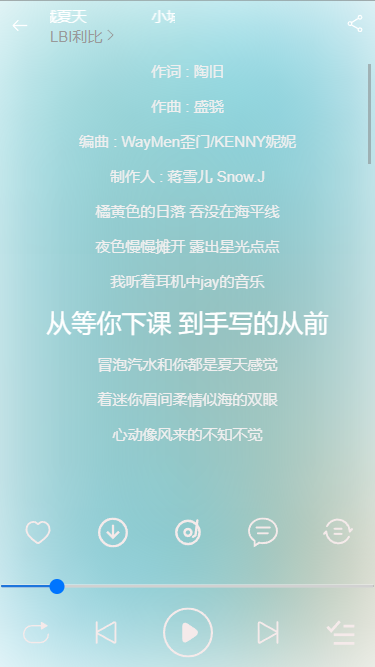 夏天 小
LBI利比
作词 : 陶旧
作曲 : 盛骁
编曲 : WayMen歪门/KENNY妮妮
制作人 : 蒋雪儿 Snow.J
橘黄色的日落 吞没在海平线
夜色慢慢摊开 露出星光点点
我听着耳机中jay的音乐
从等你下课 到手写的从前
冒泡汽水和你都是夏天感觉
着迷你眉间柔情似海的双眼
心动像风来的不知不觉